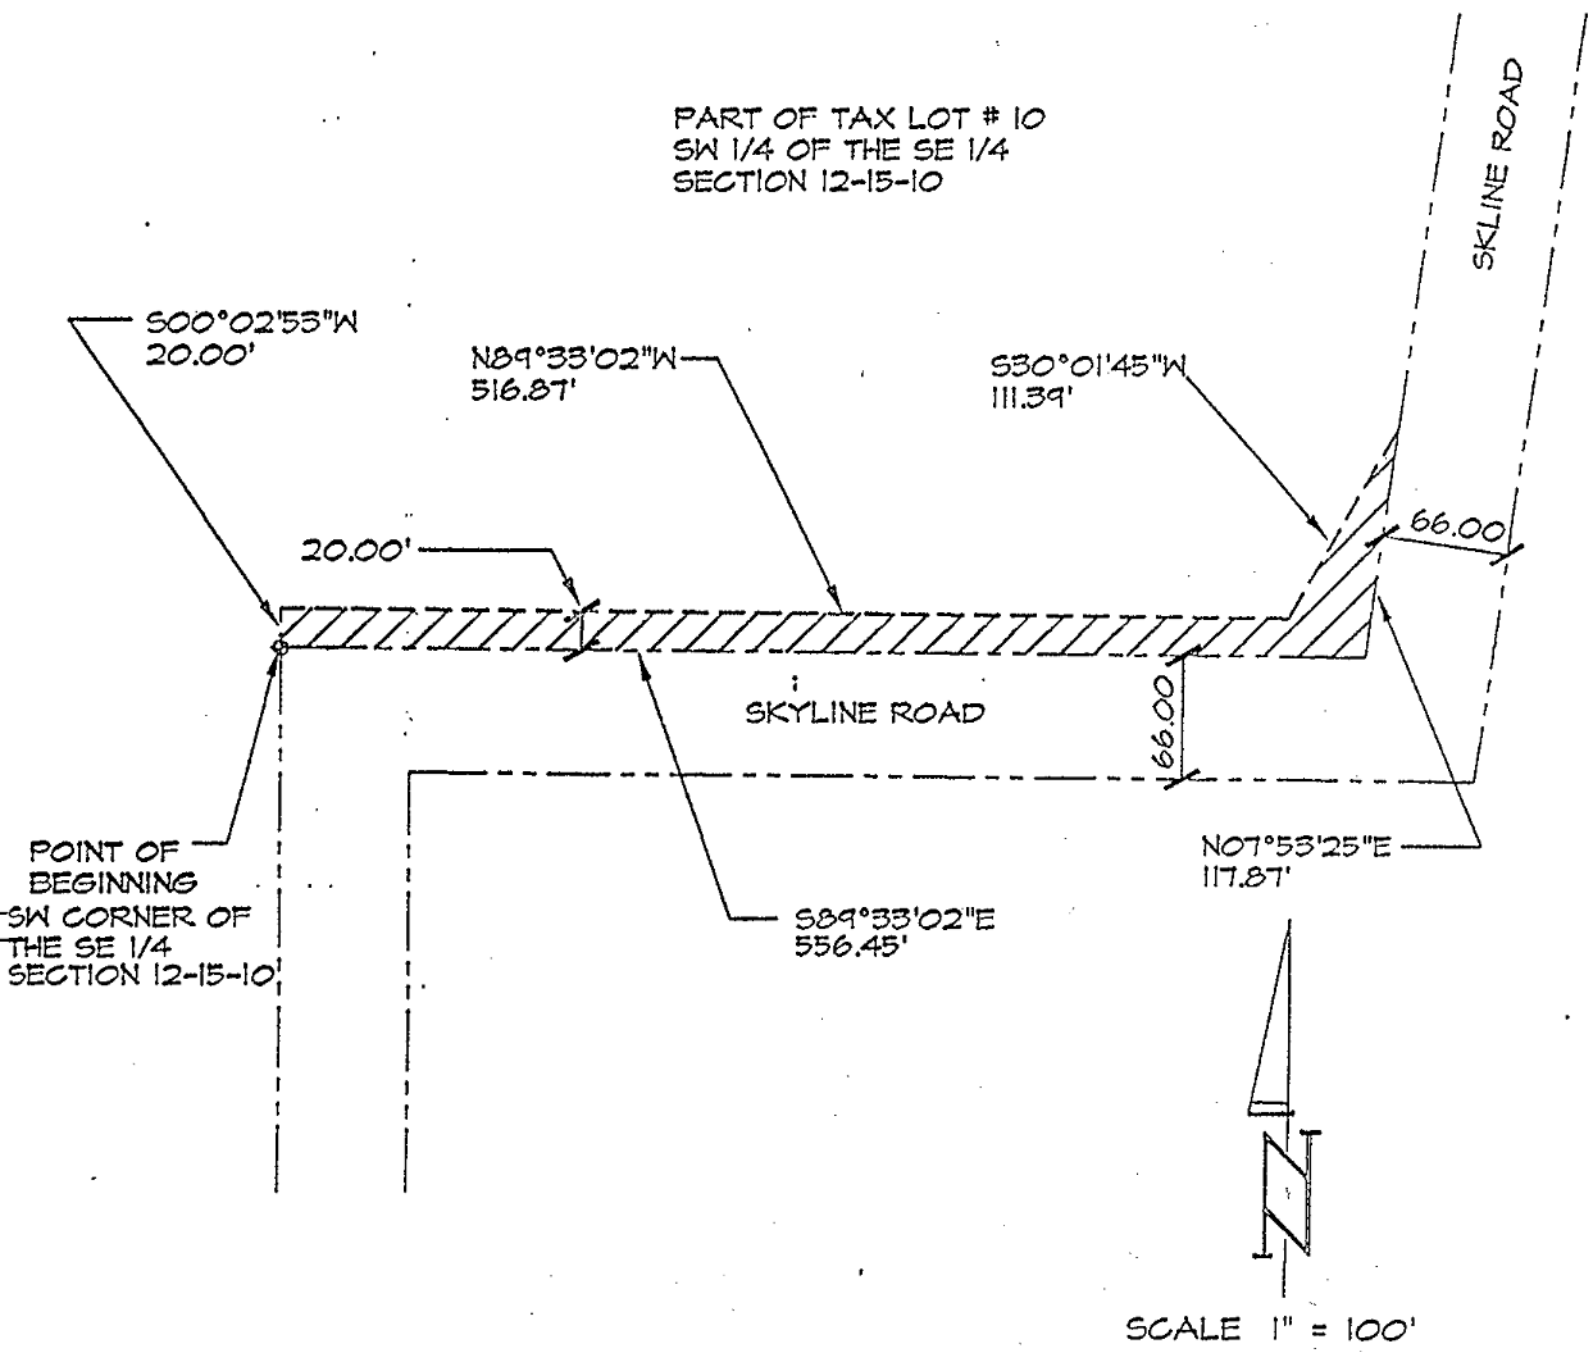 PART OF TAX LOT # 10
SW 1/4 OF THE SE 1/4
SECTION 12-15-10
SKLINE ROAD
S00°02'53"W
20.00'
N89°33'02"W
516.87'
S30°01'45"W
111.39'
20.00'
66.00
SKYLINE ROAD
66.00
POINT OF
BEGINNING
SW CORNER OF
THE SE 1/4
SECTION 12-15-10
S89°33'02"E
556.45'
N07°53'25"E
117.87'
N
SCALE 1" = 100'